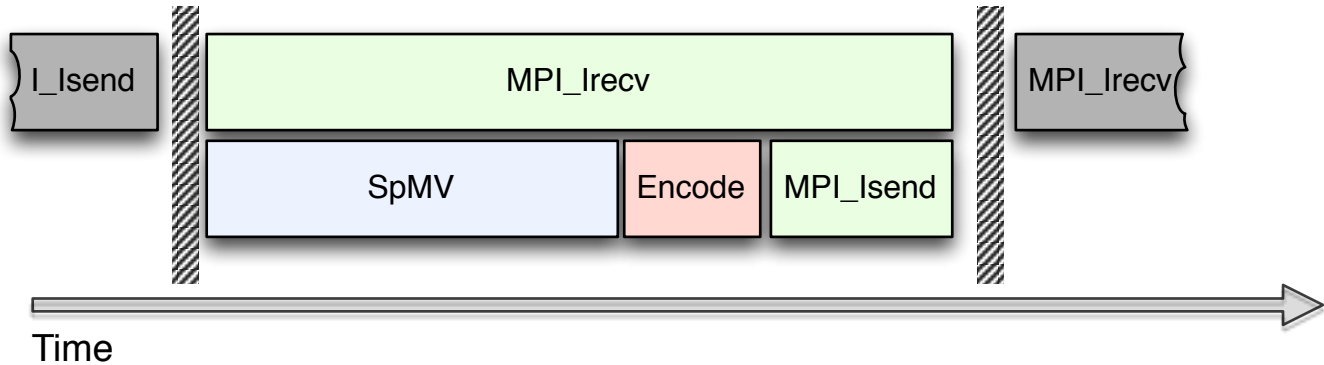 I_Isend
MPI_Irecv
MPI_Irecv
SpMV
Encode
MPI_Isend
Time